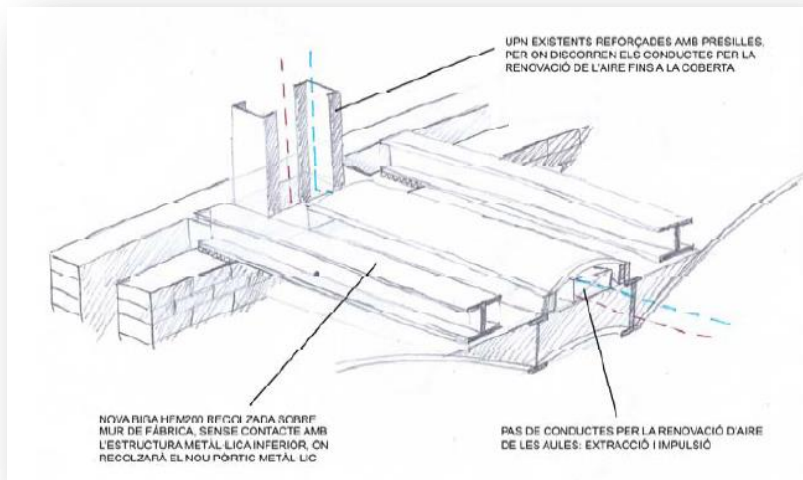 UPN EXISTENTS REFORÇADES AMB PRESILLES,
PER ON DISCORREN ELS CONDUCTES PER LA
RENOVACIÓ DE L'AIRE FINS A LA COBERTA
NOVA BIGA HEM200 RECOLZADA SOBRE
MUR DE FÀBRICA, SENSE CONTACTE AMB
L'ESTRUCTURA METÀL·LICA INFERIOR, ON
RECOLZARÀ EL NOU PÒRTIC METÀL·LIC
PAS DE CONDUCTES PER LA RENOVACIÓ D'AIRE
DE LES AULES: EXTRACCIÓ I IMPULSIÓ